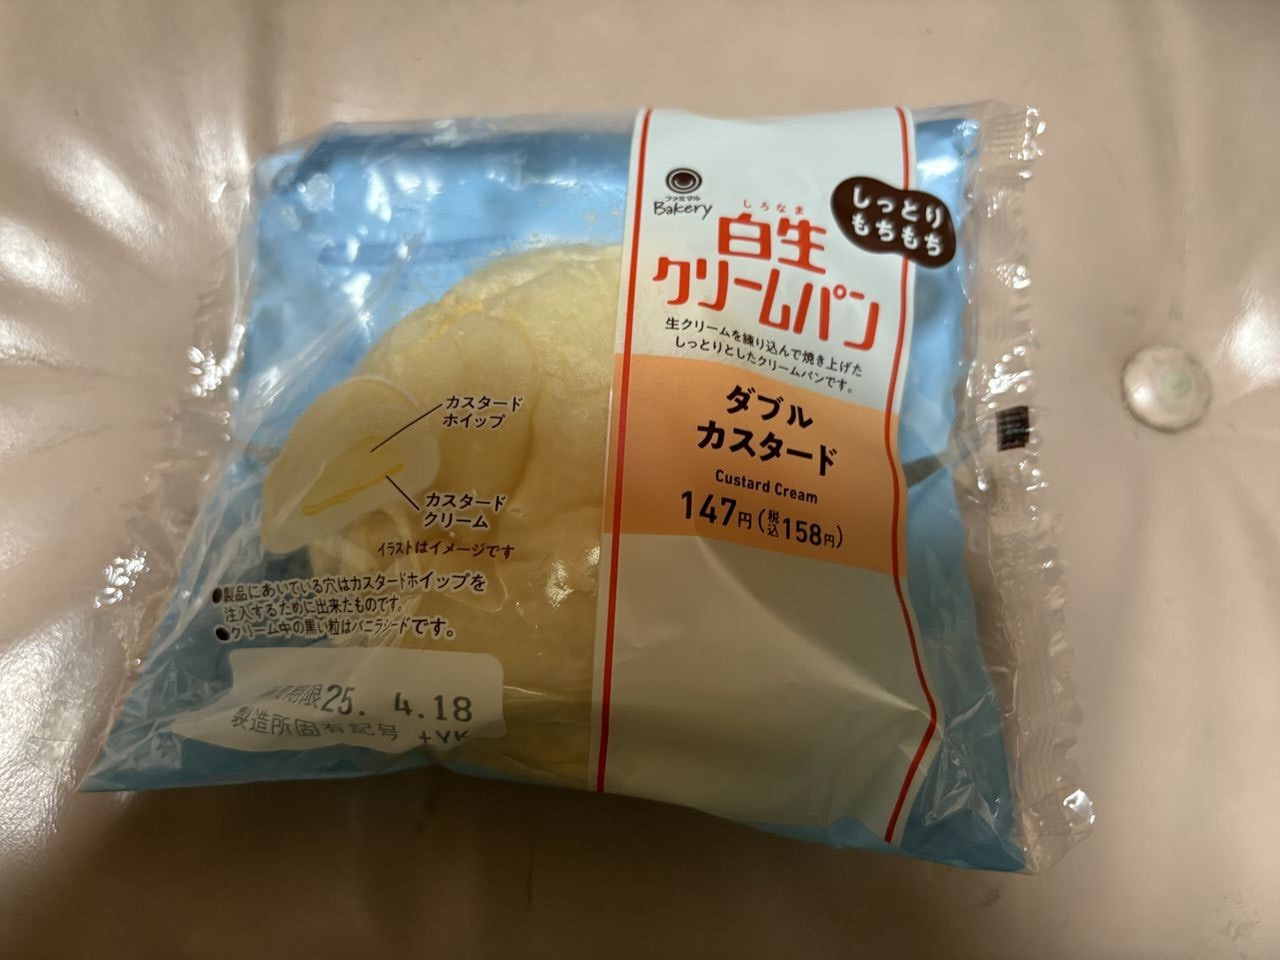 ファミマル
Bakery
しろなま
白生
クリームパン
しっとり
もちもち
生クリームを練り込んで焼き上げた
しっとりとしたクリームパンです。
ダブル
カスタード
Custard Cream
147円(税込158円)
カスタード
ホイップ
カスタード
クリーム
イラストはイメージです
●製品にあいている穴はカスタードホイップを
注入するために出来たものです。
●クリーム中の黒い粒はバニラシードです。
期限25. 4.18
製造所固有記号 +YK